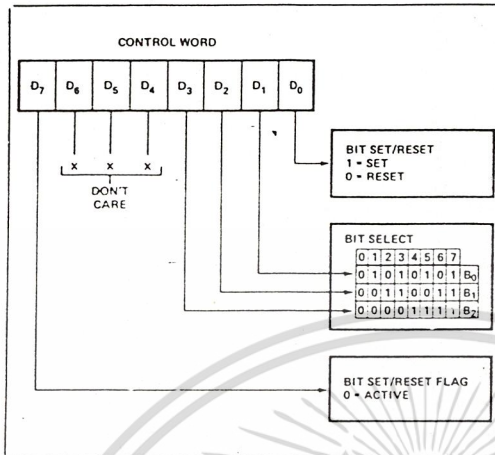 CONTROL WORD
D7 D6 D5 D4 D3 D2 D1 D0
X X X
DON'T
CARE
BIT SET/RESET
1 = SET
0 = RESET
BIT SELECT
0 1 2 3 4 5 6 7
0 1 0 1 0 1 0 1 B0
0 0 1 1 0 0 1 1 B1
0 0 0 0 1 1 1 1 B2
BIT SET/RESET FLAG
0 = ACTIVE